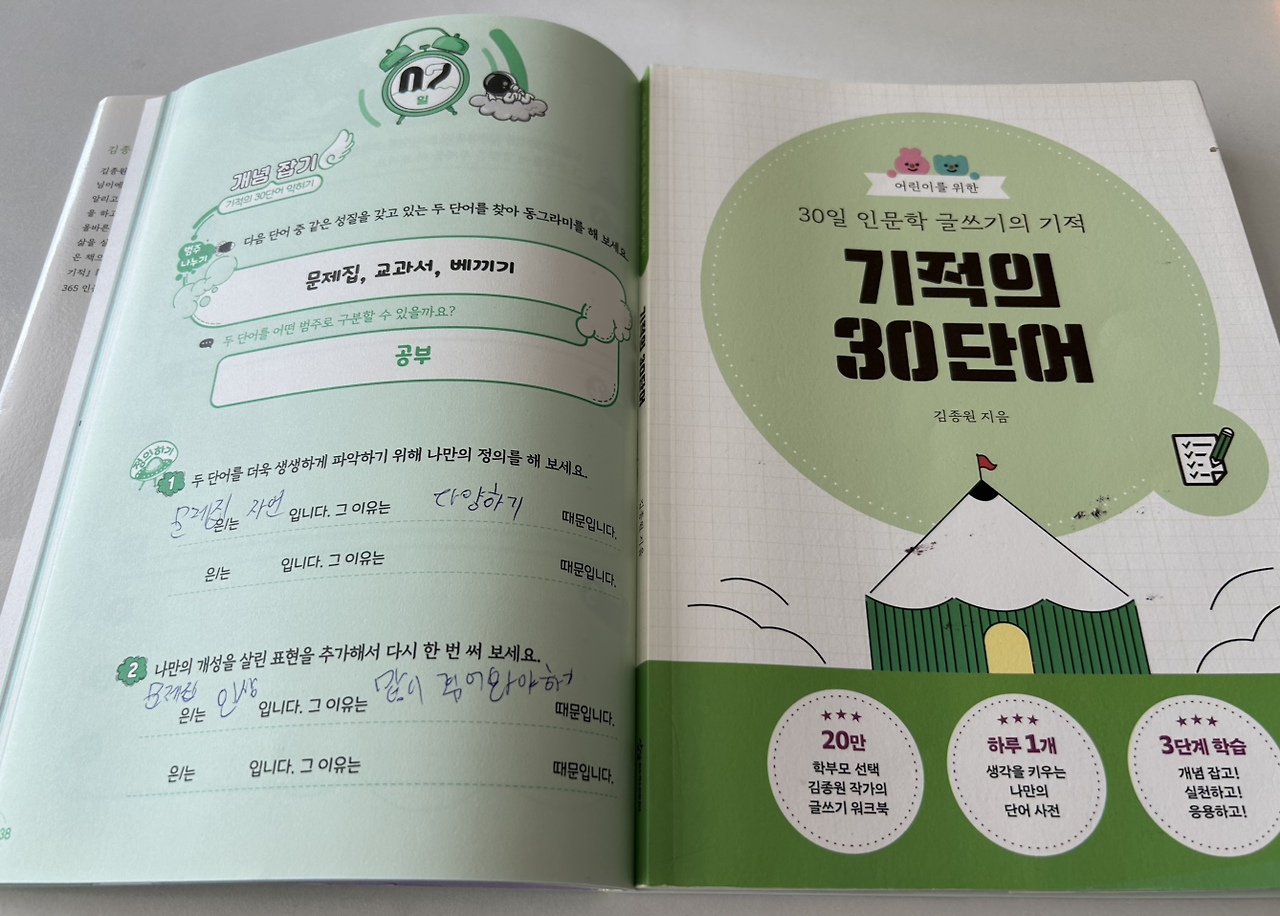 02
일
개념 잡기
기적의 30단어 익히기
범주
나누기
다음 단어 중 같은 성질을 갖고 있는 두 단어를 찾아 동그라미를 해 보세요.
문제집, 교과서, 베끼기
두 단어를 어떤 범주로 구분할 수 있을까요?
공부
정의하기
1 두 단어를 더욱 생생하게 파악하기 위해 나만의 정의를 해 보세요.
문제집 은/는 자연 입니다. 그 이유는 다양하기 때문입니다.
은/는 입니다. 그 이유는 때문입니다.
2 나만의 개성을 살린 표현을 추가해서 다시 한 번 써 보세요.
문제집 은/는 인생 입니다. 그 이유는 많이 때문입니다.
은/는 입니다. 그 이유는 때문입니다.
38
김종원
365
어린이를 위한
30일 인문학 글쓰기의 기적
기적의
30단어
김종원 지음
기적의 30단어
김종원 지음
20만
학부모 선택
김종원 작가의
글쓰기 워크북
하루 1개
생각을 키우는
나만의
단어 사전
3단계 학습
개념 잡고!
실천하고!
응용하고!